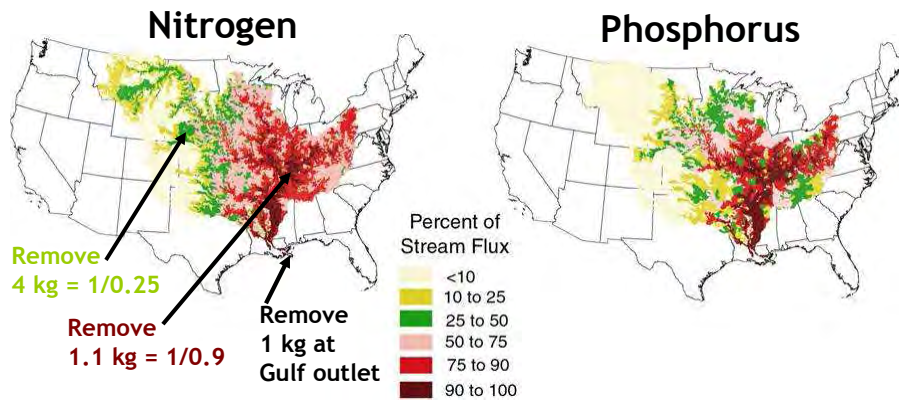 Nitrogen
Phosphorus
Remove
4 kg = 1/0.25
Remove
1.1 kg = 1/0.9
Remove
1 kg at
Gulf outlet
Percent of
Stream Flux
<10
10 to 25
25 to 50
50 to 75
75 to 90
90 to 100